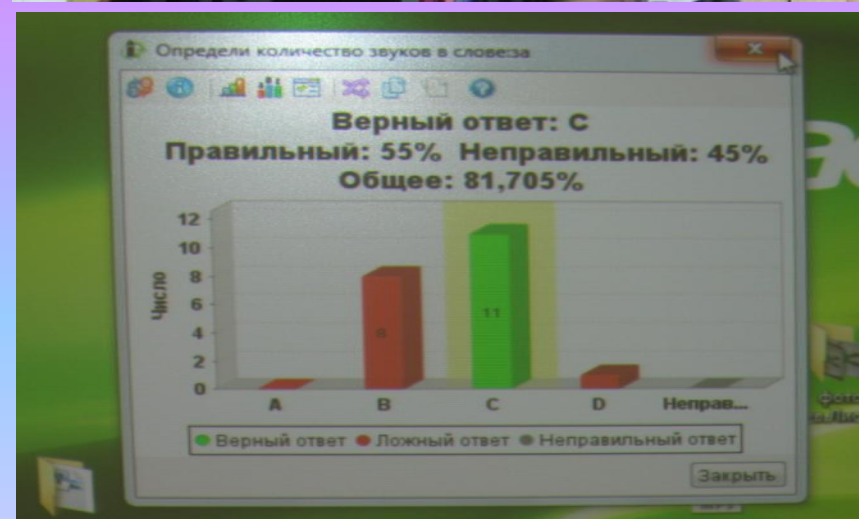 Определи количество звуков в слове:за
Верный ответ: C
Правильный: 55% Неправильный: 45%
Общее: 81,705%
Число
12
10
8
6
4
2
0
8
11
A B C D Неправ...
Верный ответ Ложный ответ Неправильный ответ
Закрыть